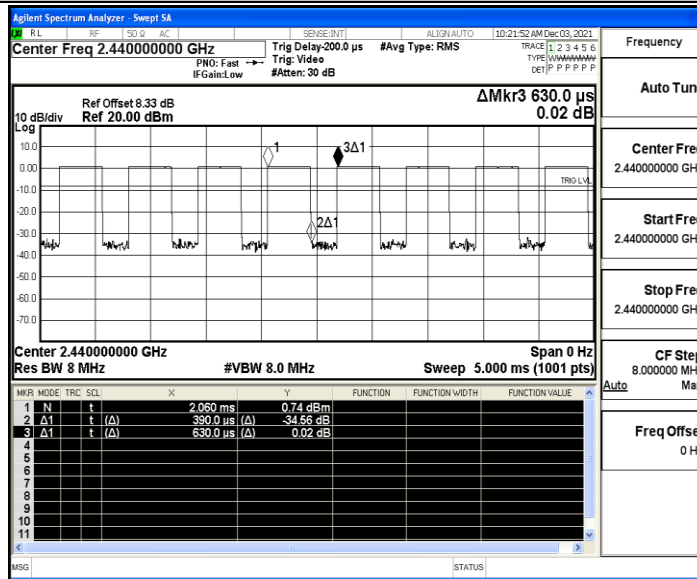 Agilent Spectrum Analyzer - Swept SA
RL RF 50 Ω AC SENSE:INT ALIGN AUTO 10:21:52 AM Dec 03, 2021
Center Freq 2.440000000 GHz
PNO: Fast
IFGain:Low
Trig Delay-200.0 µs
Trig: Video
#Atten: 30 dB
#Avg Type: RMS
TRACE 1 2 3 4 5 6
TYPE WWWWWW
DET P P P P P P
Ref Offset 8.33 dB
Ref 20.00 dBm
10 dB/div
Log
ΔMkr3 630.0 µs
0.02 dB
10.0
0.00
-10.0
-20.0
-30.0
-40.0
-50.0
-60.0
-70.0
1
3Δ1
2Δ1
TRIG LVL
Center 2.440000000 GHz Span 0 Hz
Res BW 8 MHz #VBW 8.0 MHz Sweep 5.000 ms (1001 pts)
MKR MODE TRC SCL X Y FUNCTION FUNCTION WIDTH FUNCTION VALUE
1 N t 2.060 ms 0.74 dBm
2 Δ1 t (Δ) 390.0 µs (Δ) -34.56 dB
3 Δ1 t (Δ) 630.0 µs (Δ) 0.02 dB
4
5
6
7
8
9
10
11
MSG STATUS
Frequency
Auto Tun
Center Fre
2.440000000 GH
Start Fre
2.440000000 GH
Stop Fre
2.440000000 GH
CF Step
8.000000 MH
Auto Ma
Freq Offse
0 H